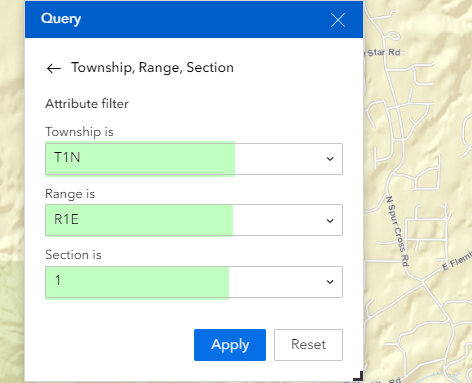 Query
Star Rd
Township, Range, Section
Attribute filter
Township is
T1N
Range is
R1E
N Spur Cross Rd
Section is
E Flemi
1
Apply
Reset